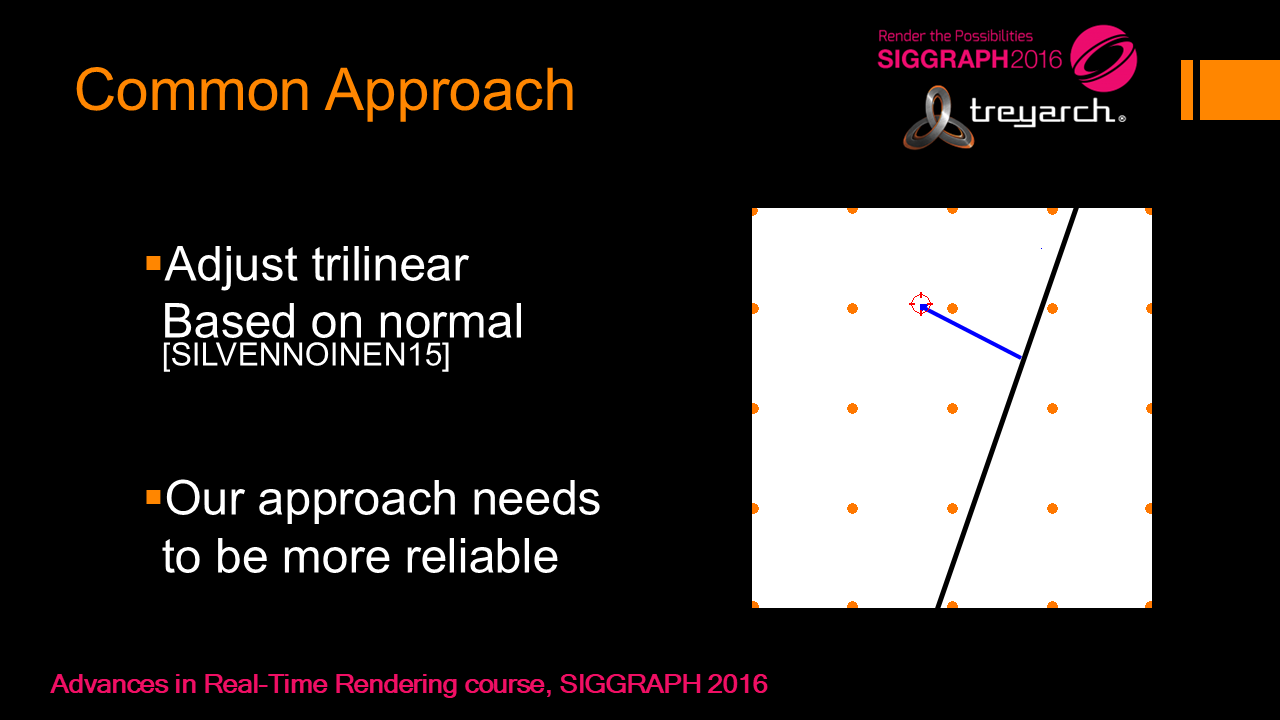 Common Approach
Render the Possibilities
SIGGRAPH2016
treyarch®
Adjust trilinear
Based on normal
[SILVENNOINEN15]
Our approach needs
to be more reliable
Advances in Real-Time Rendering course, SIGGRAPH 2016